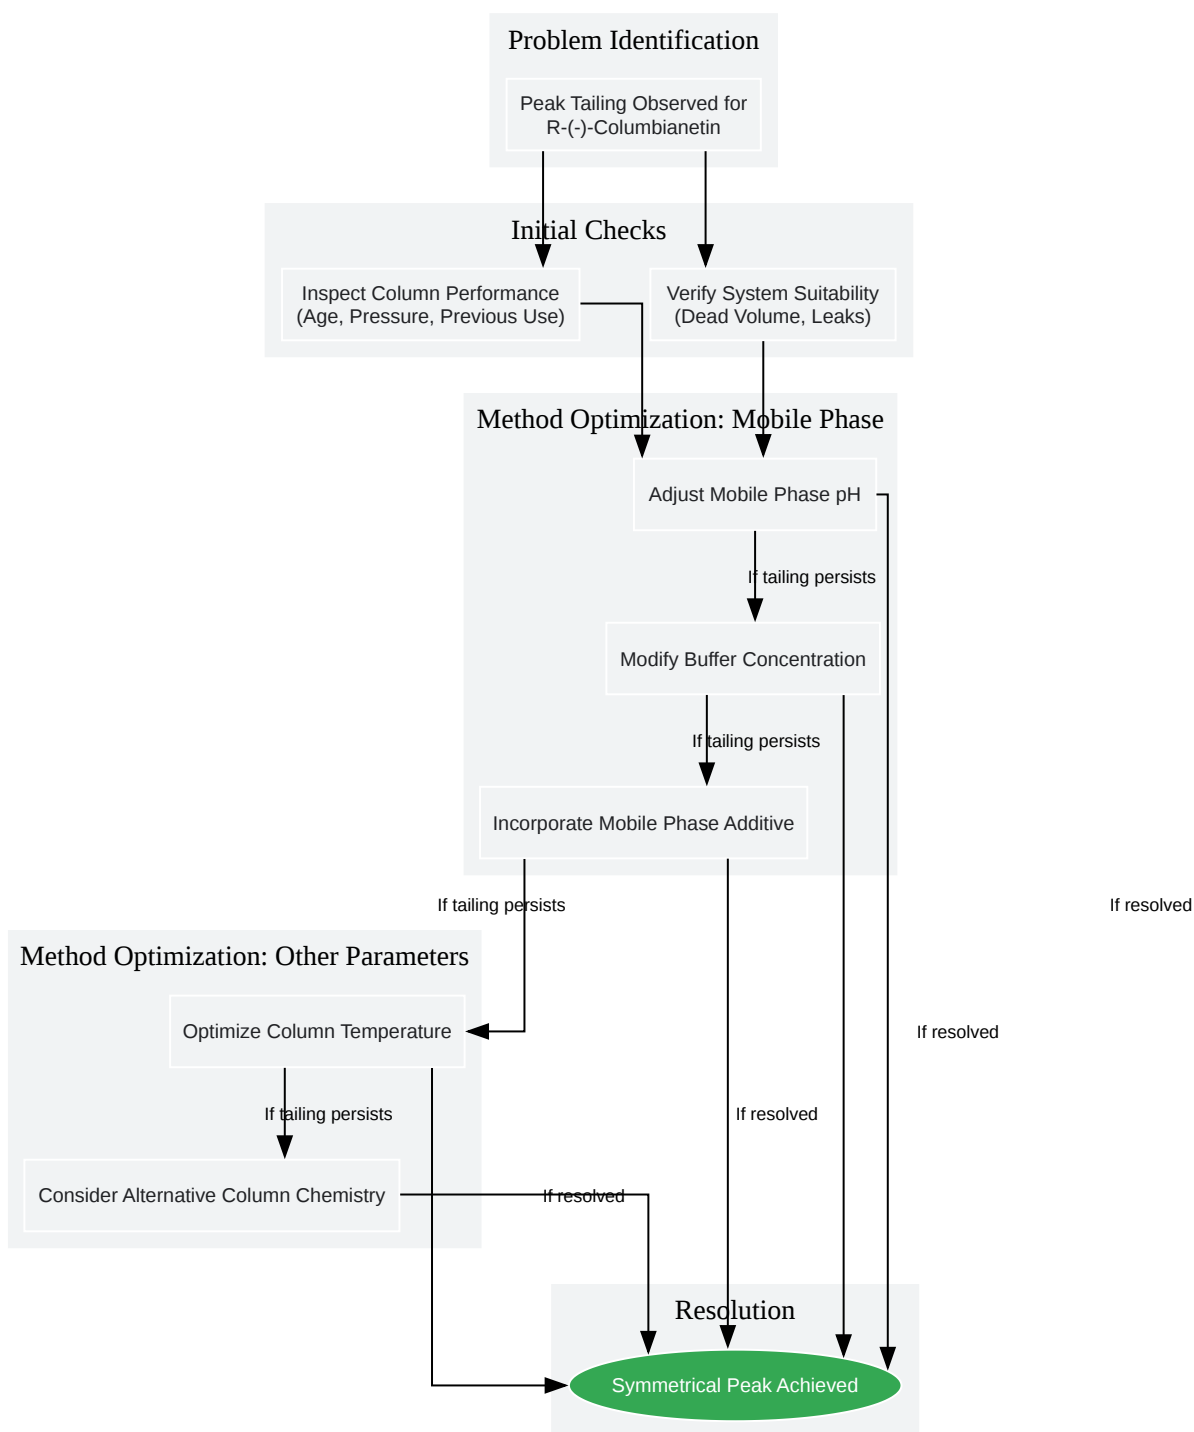 Problem Identification
Peak Tailing Observed for
R-(-)-Columbianetin
Initial Checks
Inspect Column Performance
(Age, Pressure, Previous Use)
Verify System Suitability
(Dead Volume, Leaks)
Method Optimization: Mobile Phase
Adjust Mobile Phase pH
If tailing persists
Modify Buffer Concentration
If tailing persists
Incorporate Mobile Phase Additive
If tailing persists
If resolved
Method Optimization: Other Parameters
Optimize Column Temperature
If resolved
If tailing persists
If resolved
Consider Alternative Column Chemistry
If resolved
Resolution
Symmetrical Peak Achieved